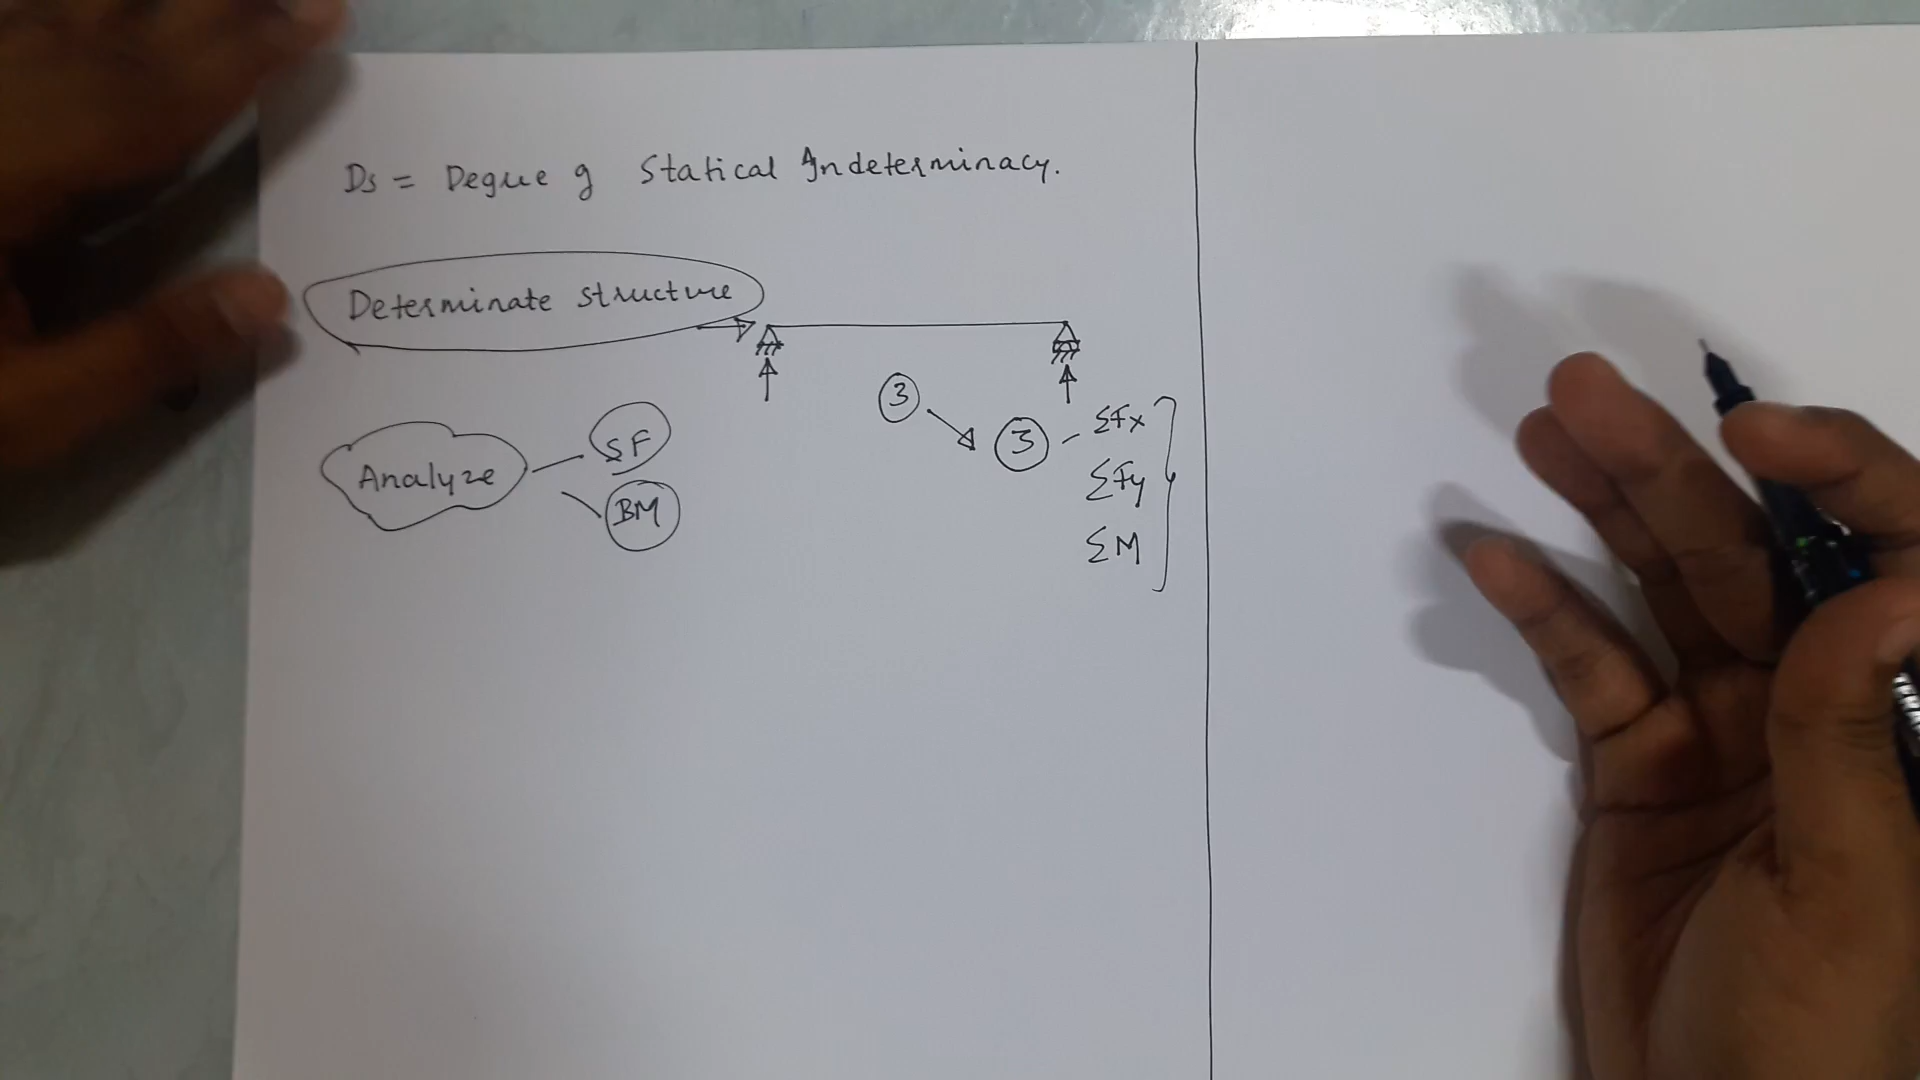 Ds = Degree of Statical Indeterminacy.
Determinate structure
Analyze
SF
BM
3
3
ΣFx
ΣFy
ΣM